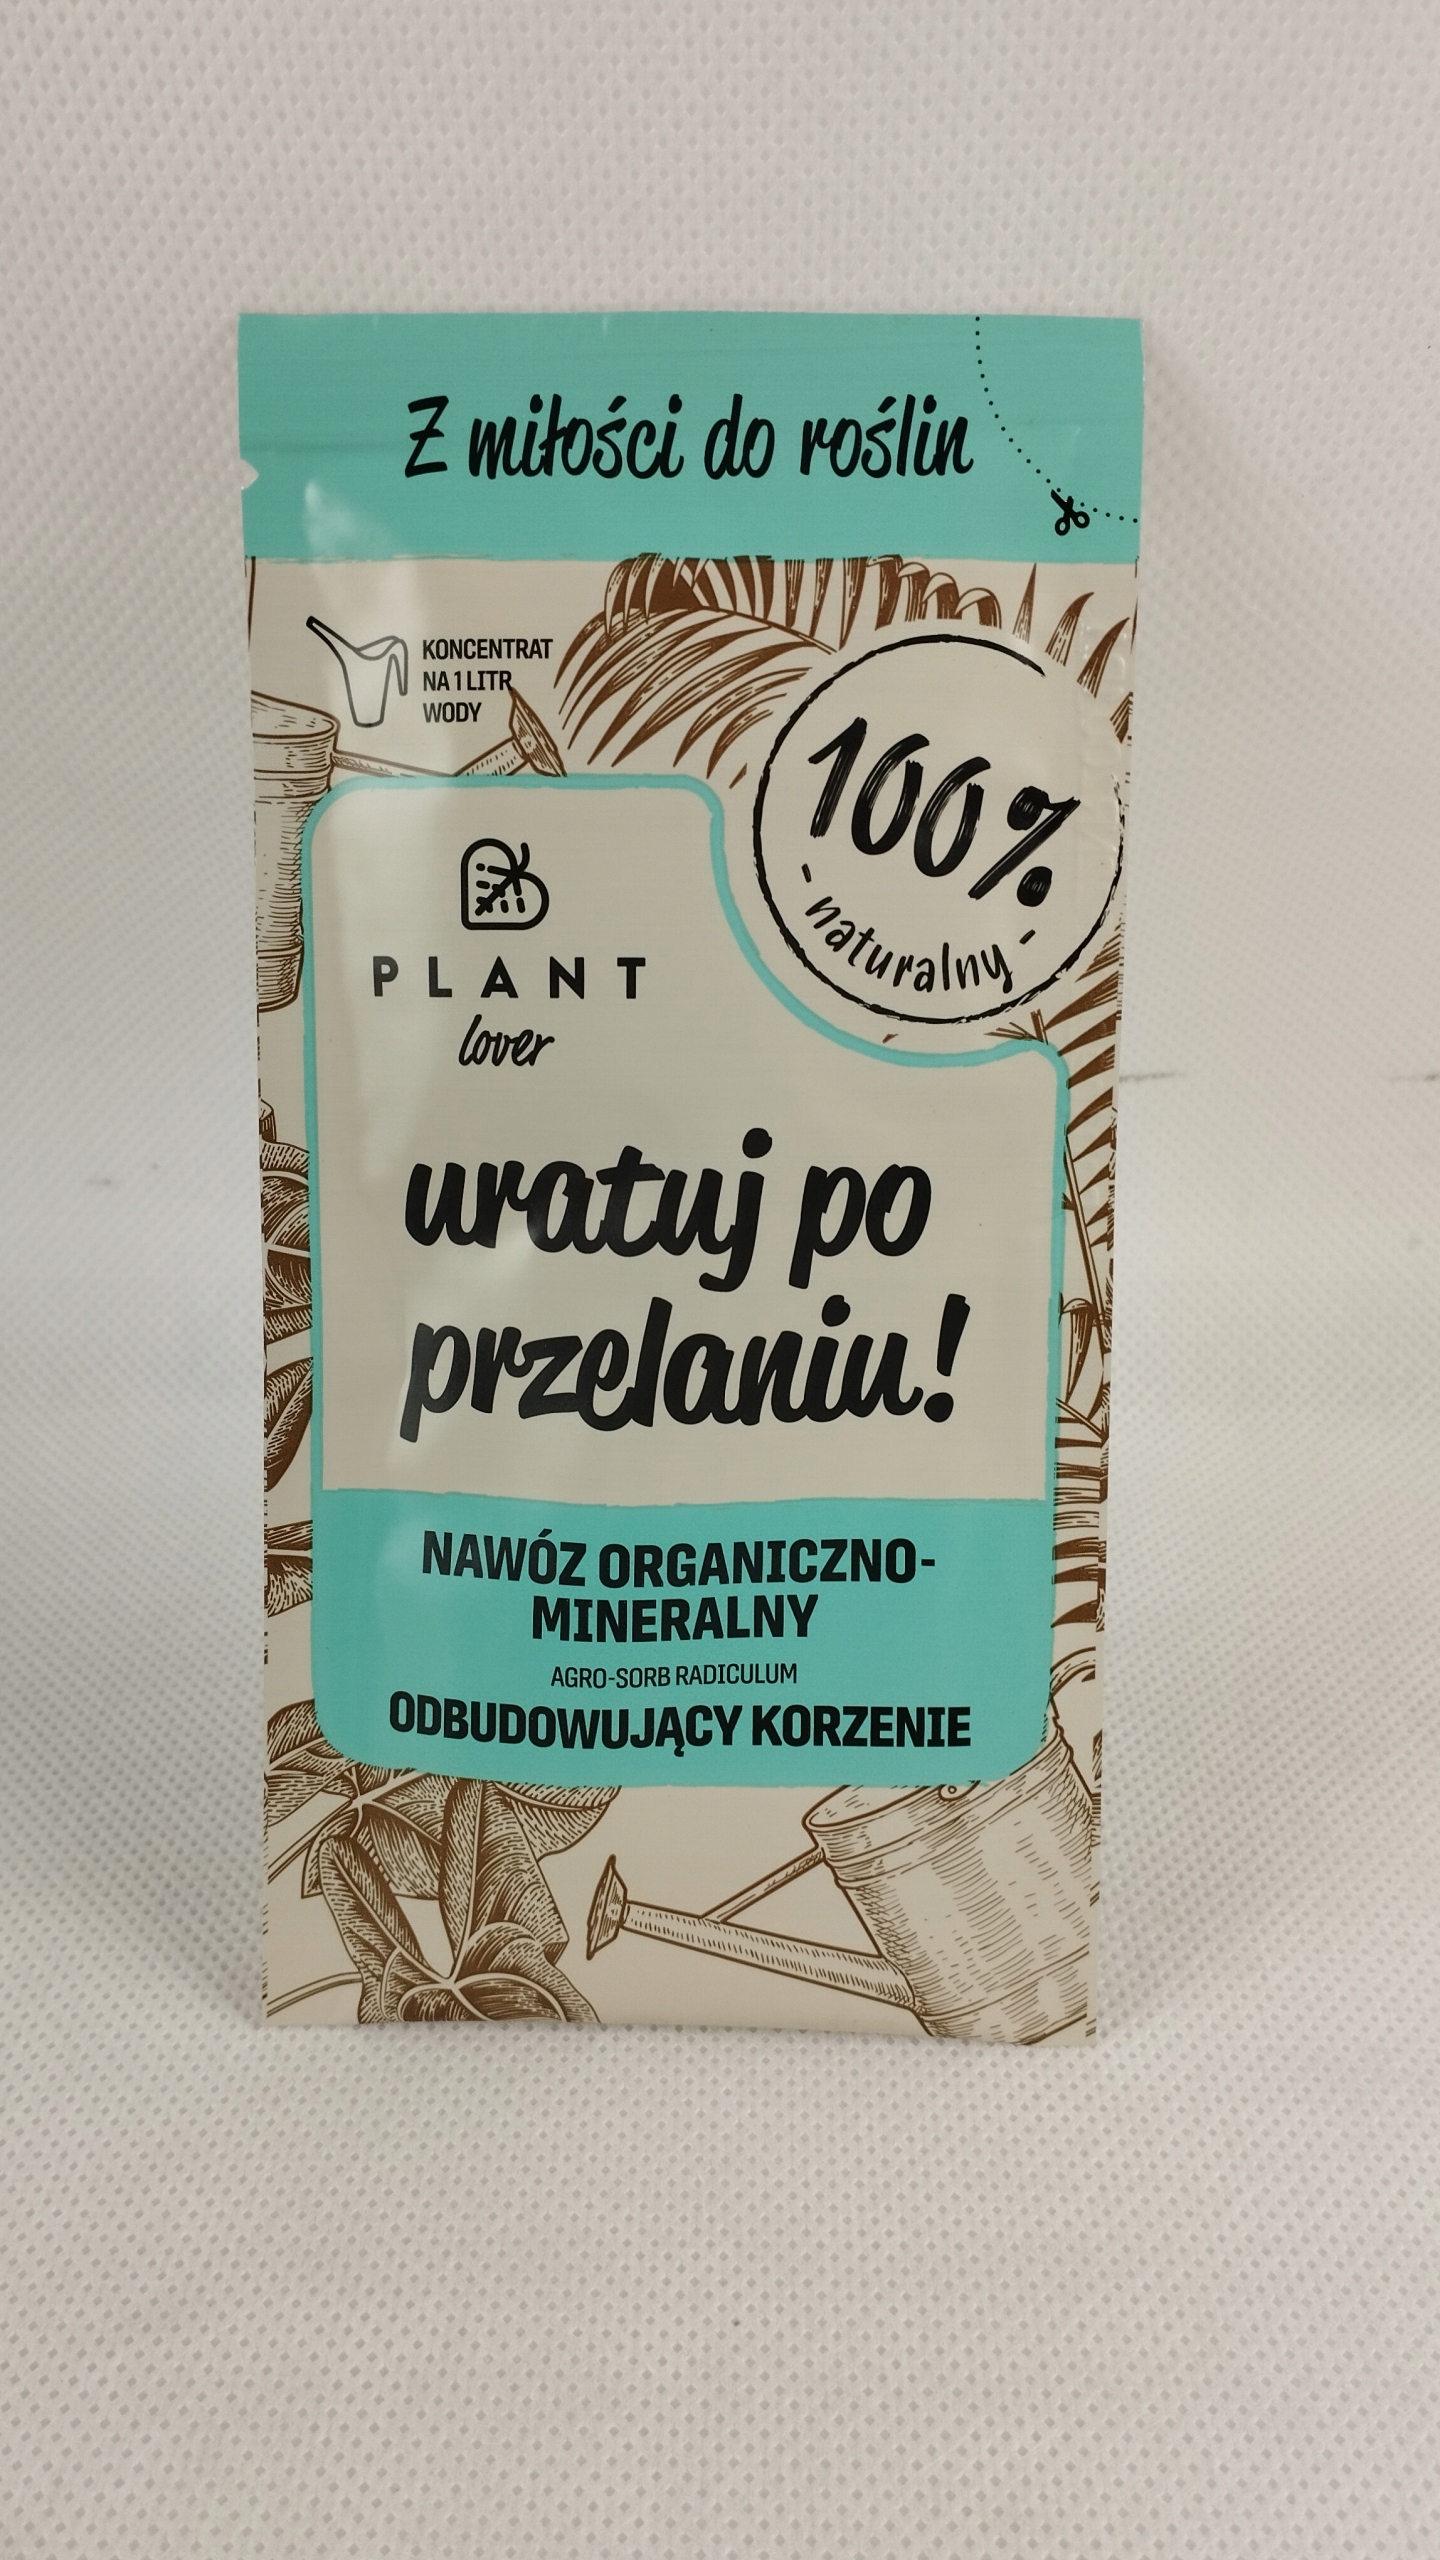 Z miłości do roślin
KONCENTRAT
NA 1 LITR
WODY
100%
- naturalny -
PLANT
lover
uratuj po
przelaniu!
NAWÓZ ORGANICZNO-
MINERALNY
AGRO-SORB RADICULUM
ODBUDOWUJĄCY KORZENIE